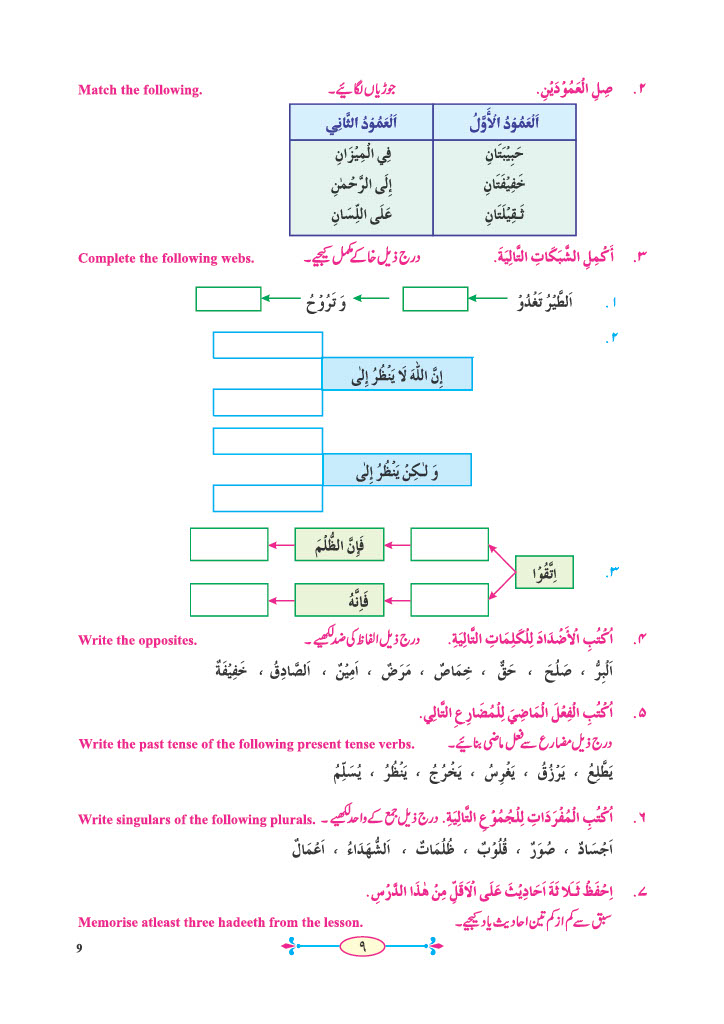 ۲. صِلِ الْعَمُوْدَيْنِ. جوڑیاں لگائیے۔ Match the following.
اَلْعَمُوْدُ الْأَوَّلُ اَلْعَمُوْدُ الثَّانِي
حَبِيْبَتَانِ فِي الْمِيْزَانِ
خَفِيْفَتَانِ إِلَى الرَّحْمٰنِ
ثَقِيْلَتَانِ عَلَى اللِّسَانِ
۳. أَكْمِلِ الشَّبَكَاتِ التَّالِيَةَ. درج ذیل خاکے مکمل کیجیے۔ Complete the following webs.
۱. اَلطَّيْرُ تَغْدُوْ وَ تَرُوْحُ
۲.
إِنَّ اللهَ لَا يَنْظُرُ إِلٰى
وَ لٰكِنْ يَنْظُرُ إِلٰى
فَإِنَّ الظُّلْمَ
۳. اِتَّقُوْا
فَإِنَّهُ
۴. اُكْتُبِ الْأَضْدَادَ لِلْكَلِمَاتِ التَّالِيَةِ. درج ذیل الفاظ کی ضد لکھیے۔ Write the opposites.
اَلْبِرُّ ، صَلُحَ ، حَقٌّ ، خِمَاصٌ ، مَرَضٌ ، اَمِيْنٌ ، اَلصَّادِقُ ، خَفِيْفَةٌ
۵. اُكْتُبِ الْفِعْلَ الْمَاضِيَ لِلْمُضَارِعِ التَّالِي.
درج ذیل مضارع سے فعل ماضی بنائیے۔ Write the past tense of the following present tense verbs.
يَطَّلِعُ ، يَرْزُقُ ، يَغْرِسُ ، يَخْرُجُ ، يَنْظُرُ ، يُسَلِّمُ
۶. اُكْتُبِ الْمُفْرَدَاتِ لِلْجُمُوْعِ التَّالِيَةِ. درج ذیل جمع کے واحد لکھیے۔ Write singulars of the following plurals.
اَجْسَادٌ ، صُوَرٌ ، قُلُوْبٌ ، ظُلُمَاتٌ ، اَلشُّهَدَاءُ ، اَعْمَالٌ
۷. اِحْفَظْ ثَلَاثَةَ اَحَادِيْثَ عَلَى الْاَقَلِّ مِنْ هٰذَا الدَّرْسِ.
سبق سے کم از کم تین احادیث یاد کیجیے۔ Memorise atleast three hadeeth from the lesson.
9 ۹